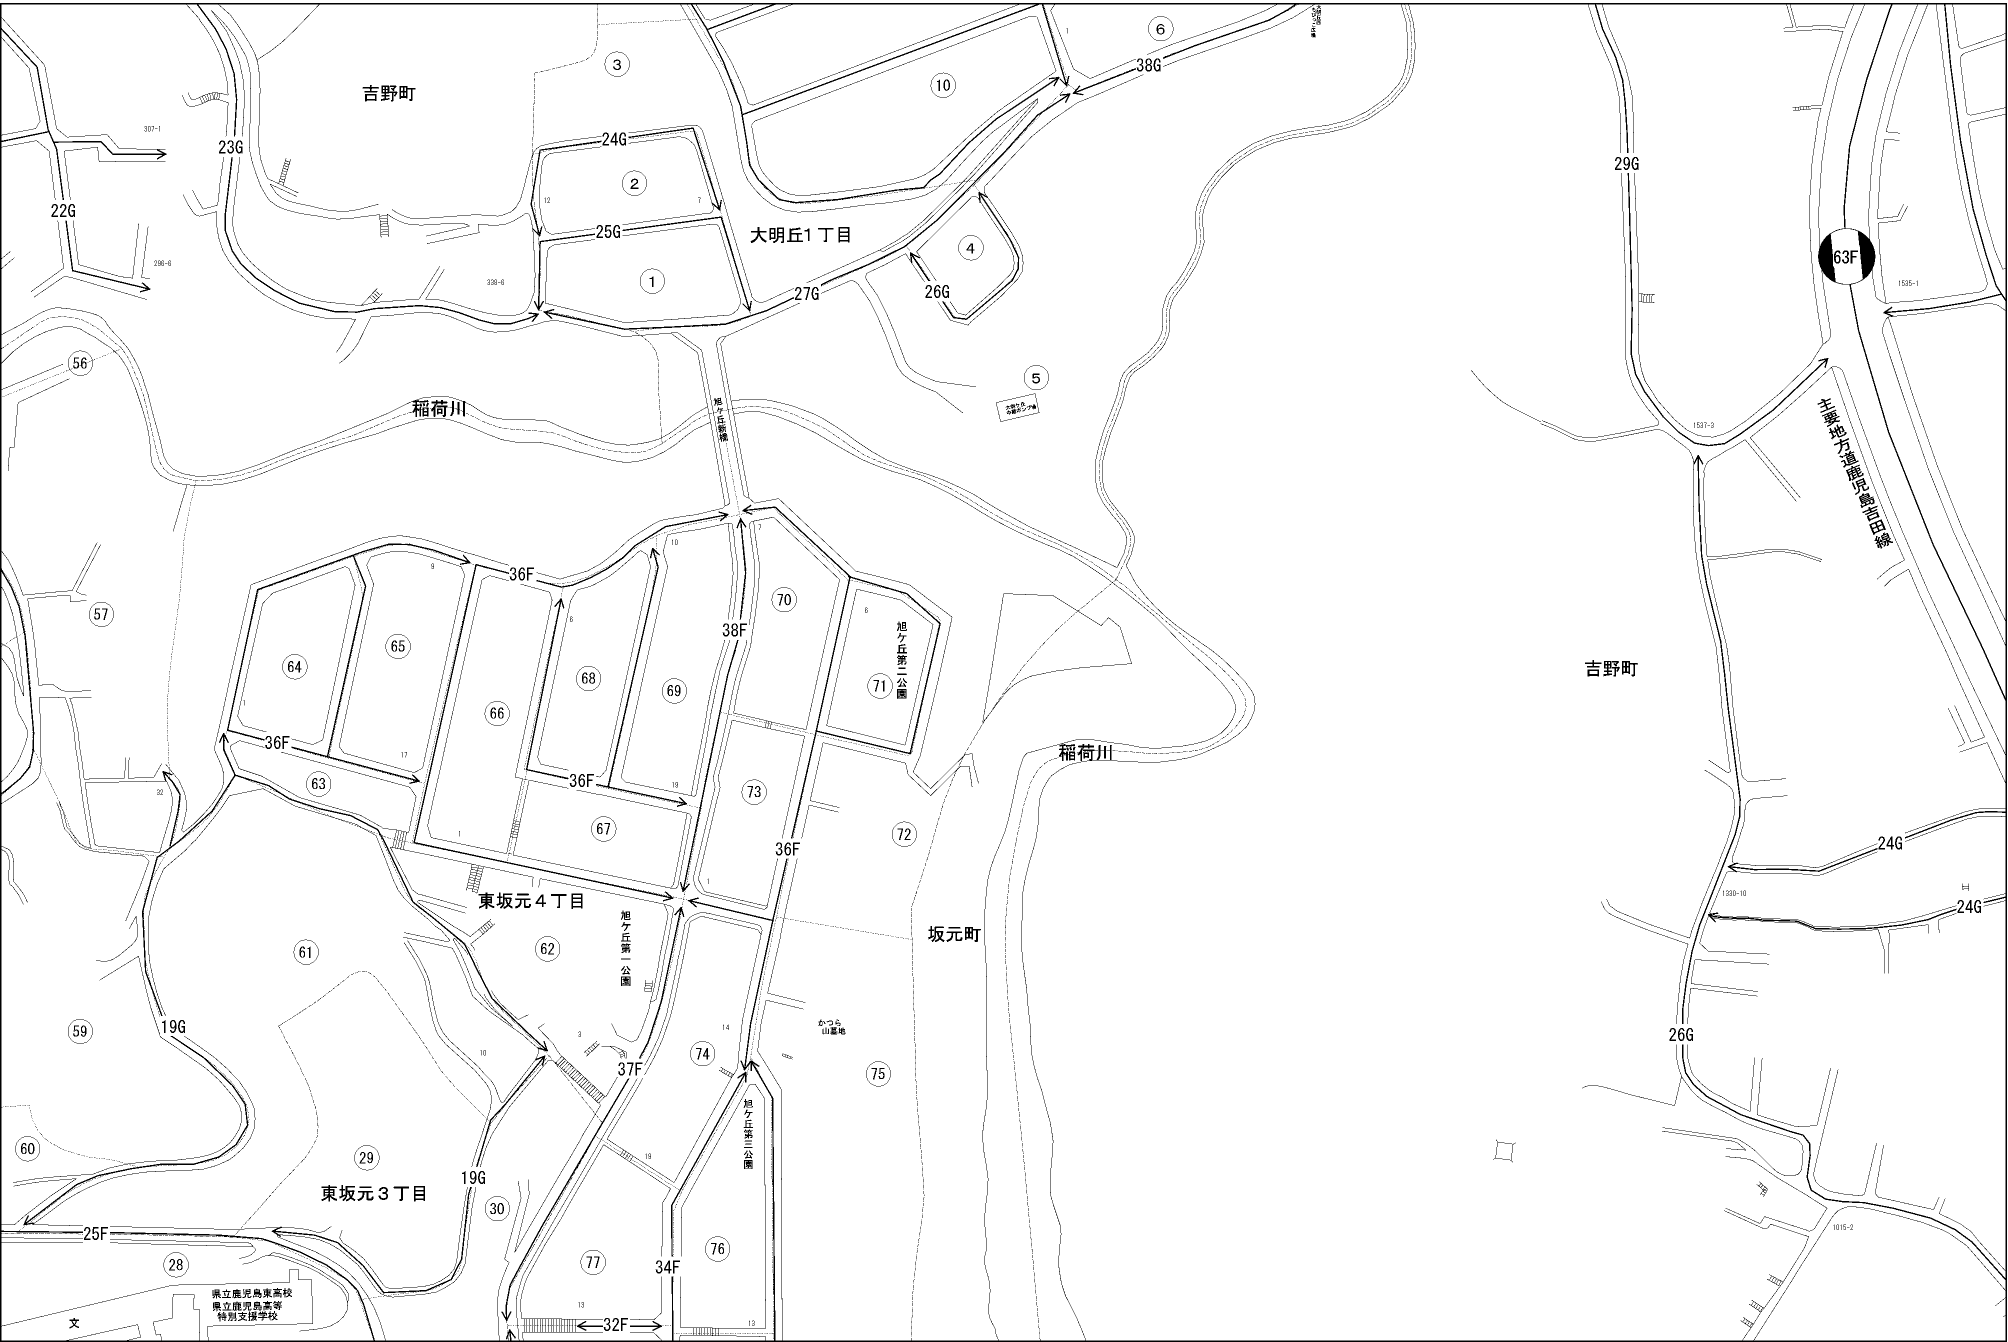 大明丘
6
1
3
10
38G
吉野町
307-1
24G
23G
29G
2
12
7
22G
25G
大明丘1丁目
4
63F
296-6
1
338-6
27G
26G
1535-1
56
5
稲荷川
旭ケ丘新橋
主要地方道鹿児島吉田線
1537-3
7
10
9
36F
70
57
6
6
38F
旭ケ丘第二公園
65
64
68
吉野町
71
69
66
1
36F
稲荷川
17
63
36F
19
73
32
67
72
1
36F
24G
1
1330-10
東坂元4丁目
24G
旭ケ丘第一公園
坂元町
62
61
59
19G
かつら
山墓地
14
3
26G
10
74
37F
75
旭ケ丘第三公園
60
29
19
19G
東坂元3丁目
30
1015-2
25F
76
28
77
34F
県立鹿児島東高校
県立鹿児島高等
特別支援学校
13
文
32F
13